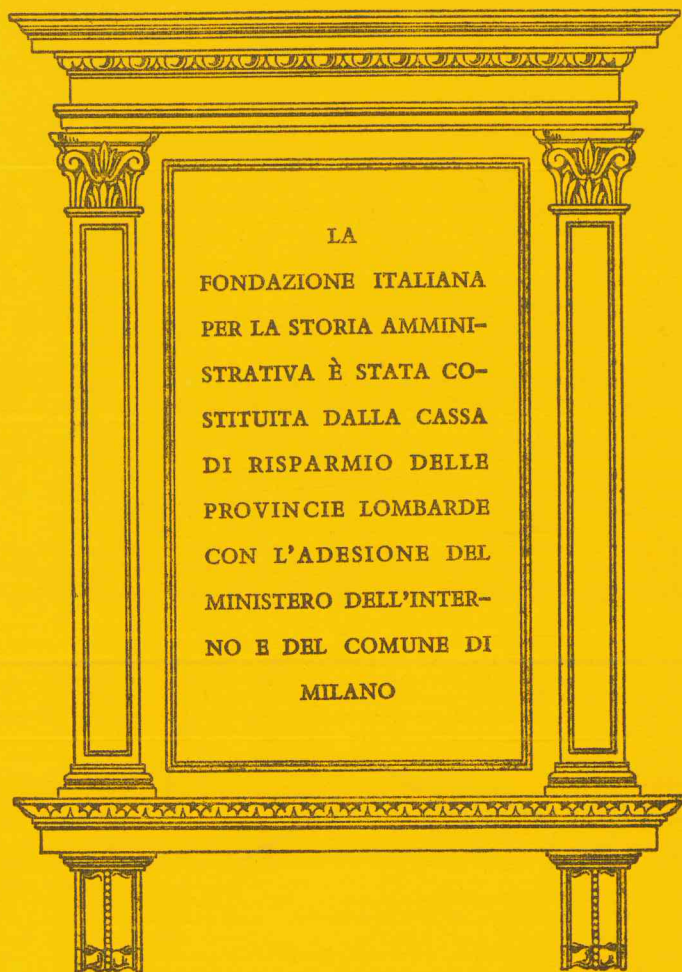 LA
FONDAZIONE ITALIANA
PER LA STORIA AMMINI-
STRATIVA È STATA CO-
STITUITA DALLA CASSA
DI RISPARMIO DELLE
PROVINCIE LOMBARDE
CON L'ADESIONE DEL
MINISTERO DELL'INTER-
NO E DEL COMUNE DI
MILANO